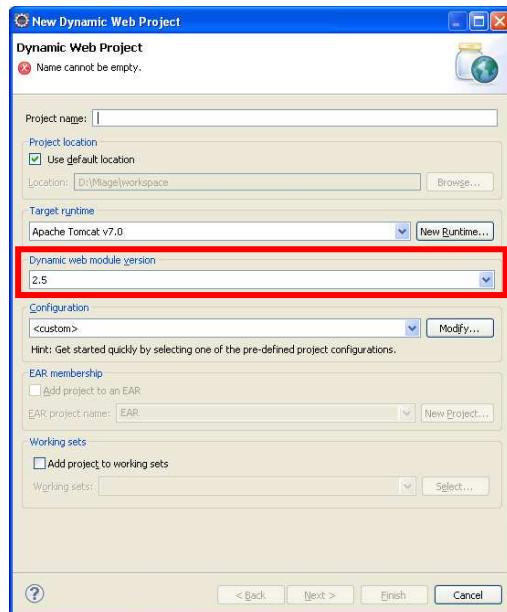 New Dynamic Web Project
Dynamic Web Project
Name cannot be empty.
Project name:
Project location
Use default location
Location: D:\Miage\workspace Browse...
Target runtime
Apache Tomcat v7.0 New Runtime...
Dynamic web module version
2.5
Configuration
<custom> Modify...
Hint: Get started quickly by selecting one of the pre-defined project configurations.
EAR membership
Add project to an EAR
EAR project name: EAR New Project...
Working sets
Add project to working sets
Working sets: Select...
? < Back Next > Finish Cancel